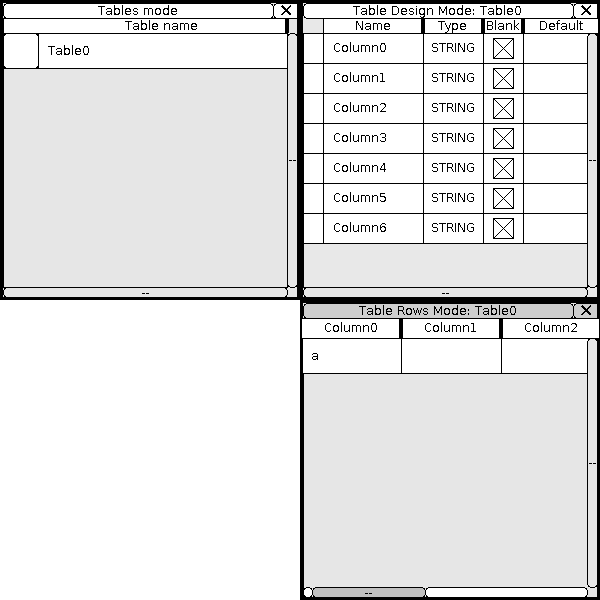 Tables mode
Table name
Table0
--
--
Table Design Mode: Table0
Name Type Blank Default
Column0 STRING
Column1 STRING
Column2 STRING
Column3 STRING
Column4 STRING
Column5 STRING
Column6 STRING
--
--
Table Rows Mode: Table0
Column0 Column1 Column2
a
--
--